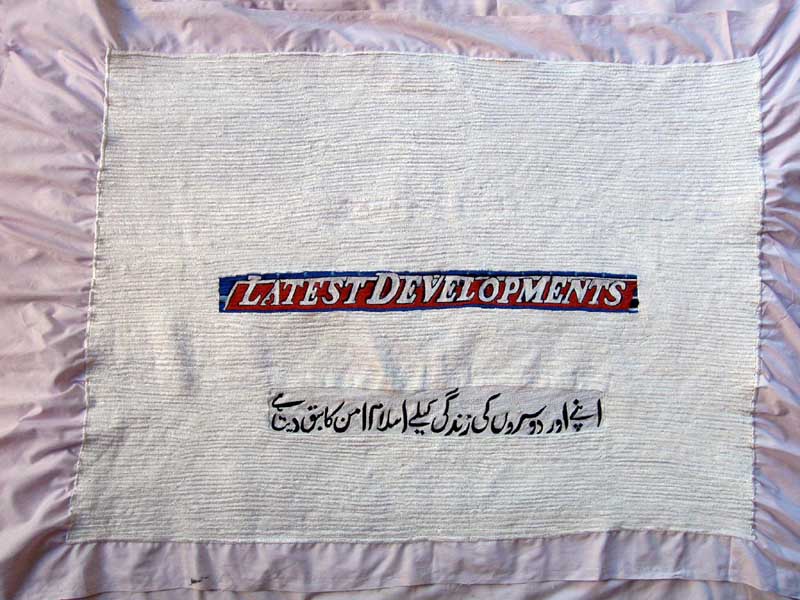 LATEST DEVELOPMENTS
اپنے اور دوسروں کی زندگی کیلئے اسلام امن کا سبق دیتا ہے